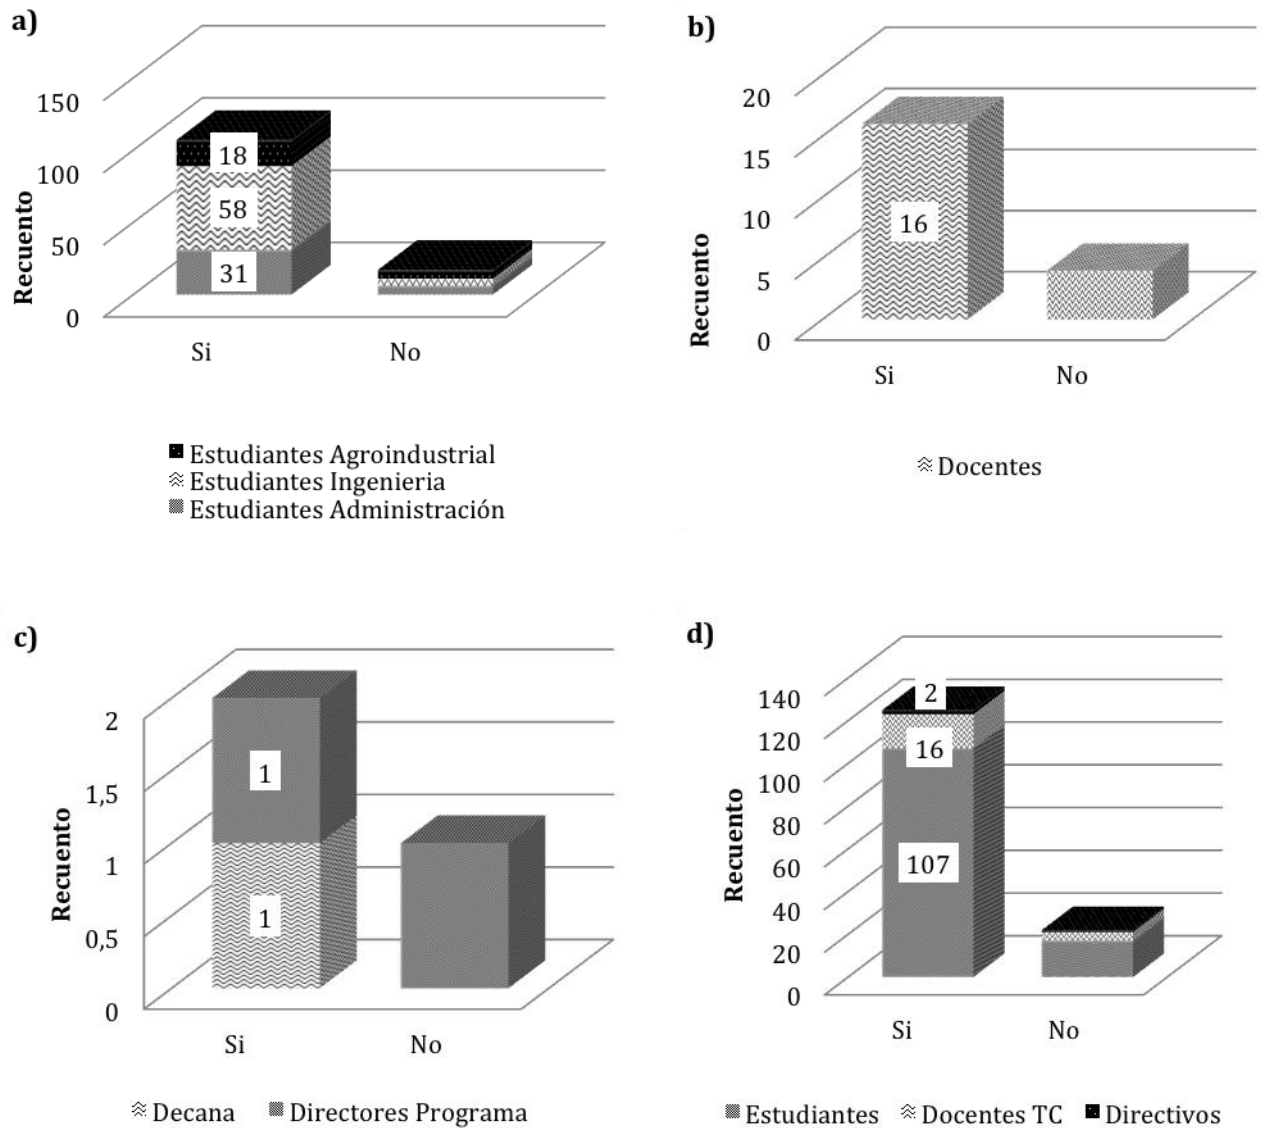 a)
150
100
50
0
Recuento
18
58
31
Si
No
Estudiantes Agroindustrial
Estudiantes Ingenieria
Estudiantes Administración
b)
20
15
10
5
0
Recuento
16
Si
No
Docentes
c)
2
1,5
1
0,5
0
Recuento
1
1
Si
No
Decana
Directores Programa
d)
140
120
100
80
60
40
20
0
Recuento
2
16
107
Si
No
Estudiantes
Docentes TC
Directivos